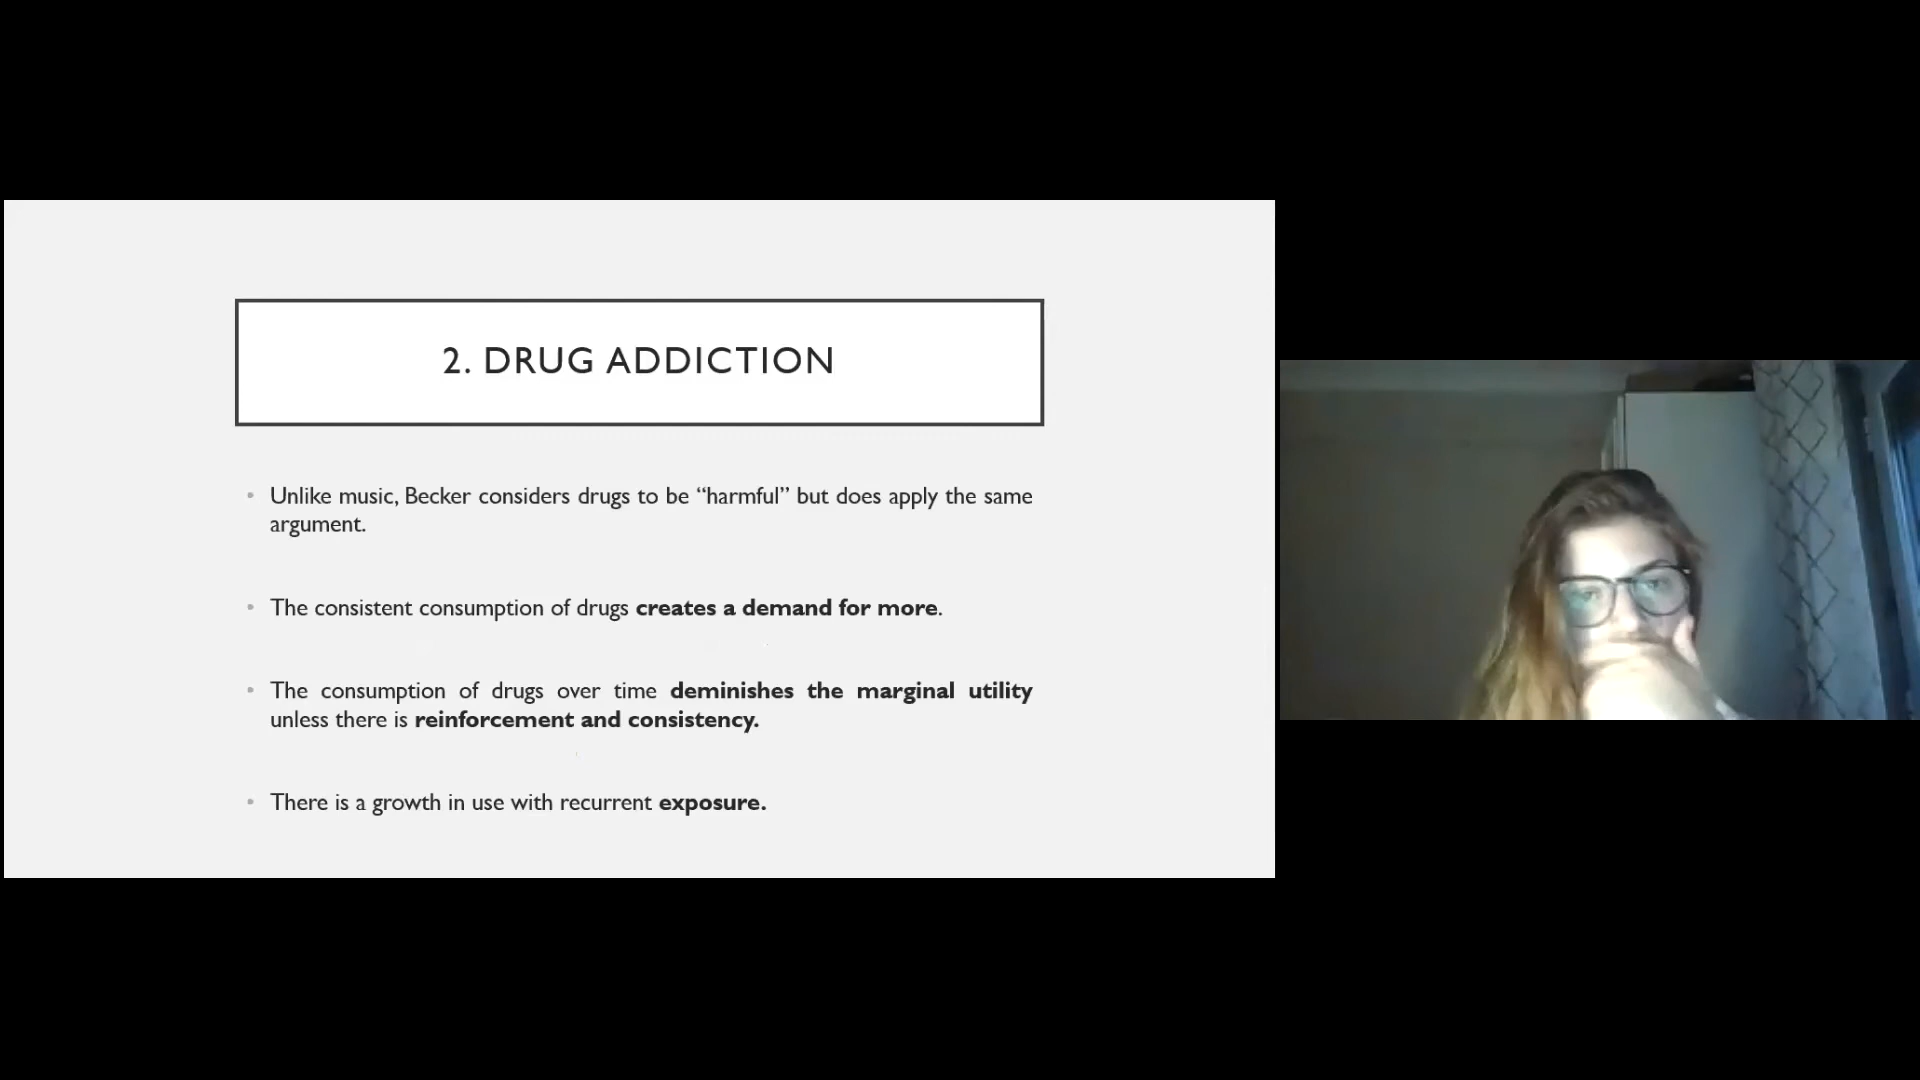 2. DRUG ADDICTION
• Unlike music, Becker considers drugs to be “harmful” but does apply the same
argument.
• The consistent consumption of drugs creates a demand for more.
• The consumption of drugs over time deminishes the marginal utility
unless there is reinforcement and consistency.
• There is a growth in use with recurrent exposure.